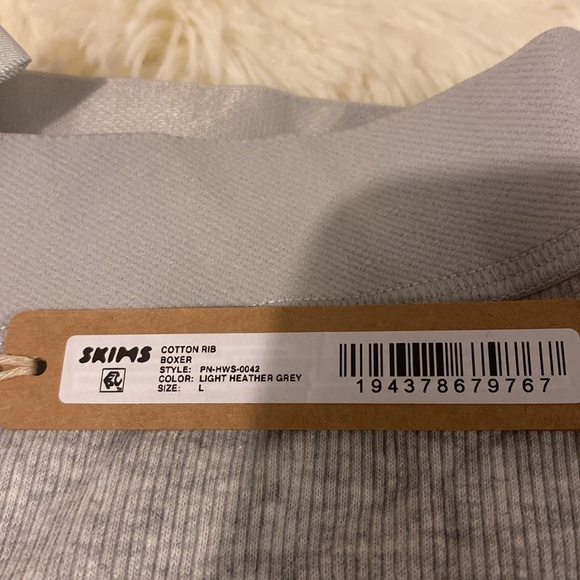 SKIMS
COTTON RIB
BOXER
STYLE: PN-HWS-0042
COLOR: LIGHT HEATHER GREY
SIZE: L
194378679767